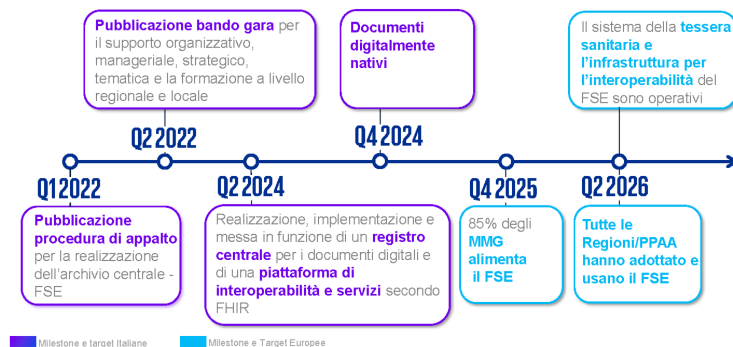 Pubblicazione bando gara per
il supporto organizzativo,
manageriale, strategico,
tematica e la formazione a livello
regionale e locale
Documenti
digitalmente
nativi
Il sistema della tessera
sanitaria e
l'infrastruttura per
l'interoperabilità del
FSE sono operativi
Q2 2022
Q4 2024
Q1 2022
Q2 2024
Q4 2025
Q2 2026
Pubblicazione
procedura di appalto
per la realizzazione
dell'archivio centrale -
FSE
Realizzazione, implementazione e
messa in funzione di un registro
centrale per i documenti digitali e
di una piattaforma di
interoperabilità e servizi secondo
FHIR
85% degli
MMG
alimenta
il FSE
Tutte le
Regioni/PPAA
hanno adottato e
usano il FSE
Milestone e target Italiane
Milestone e Target Europee